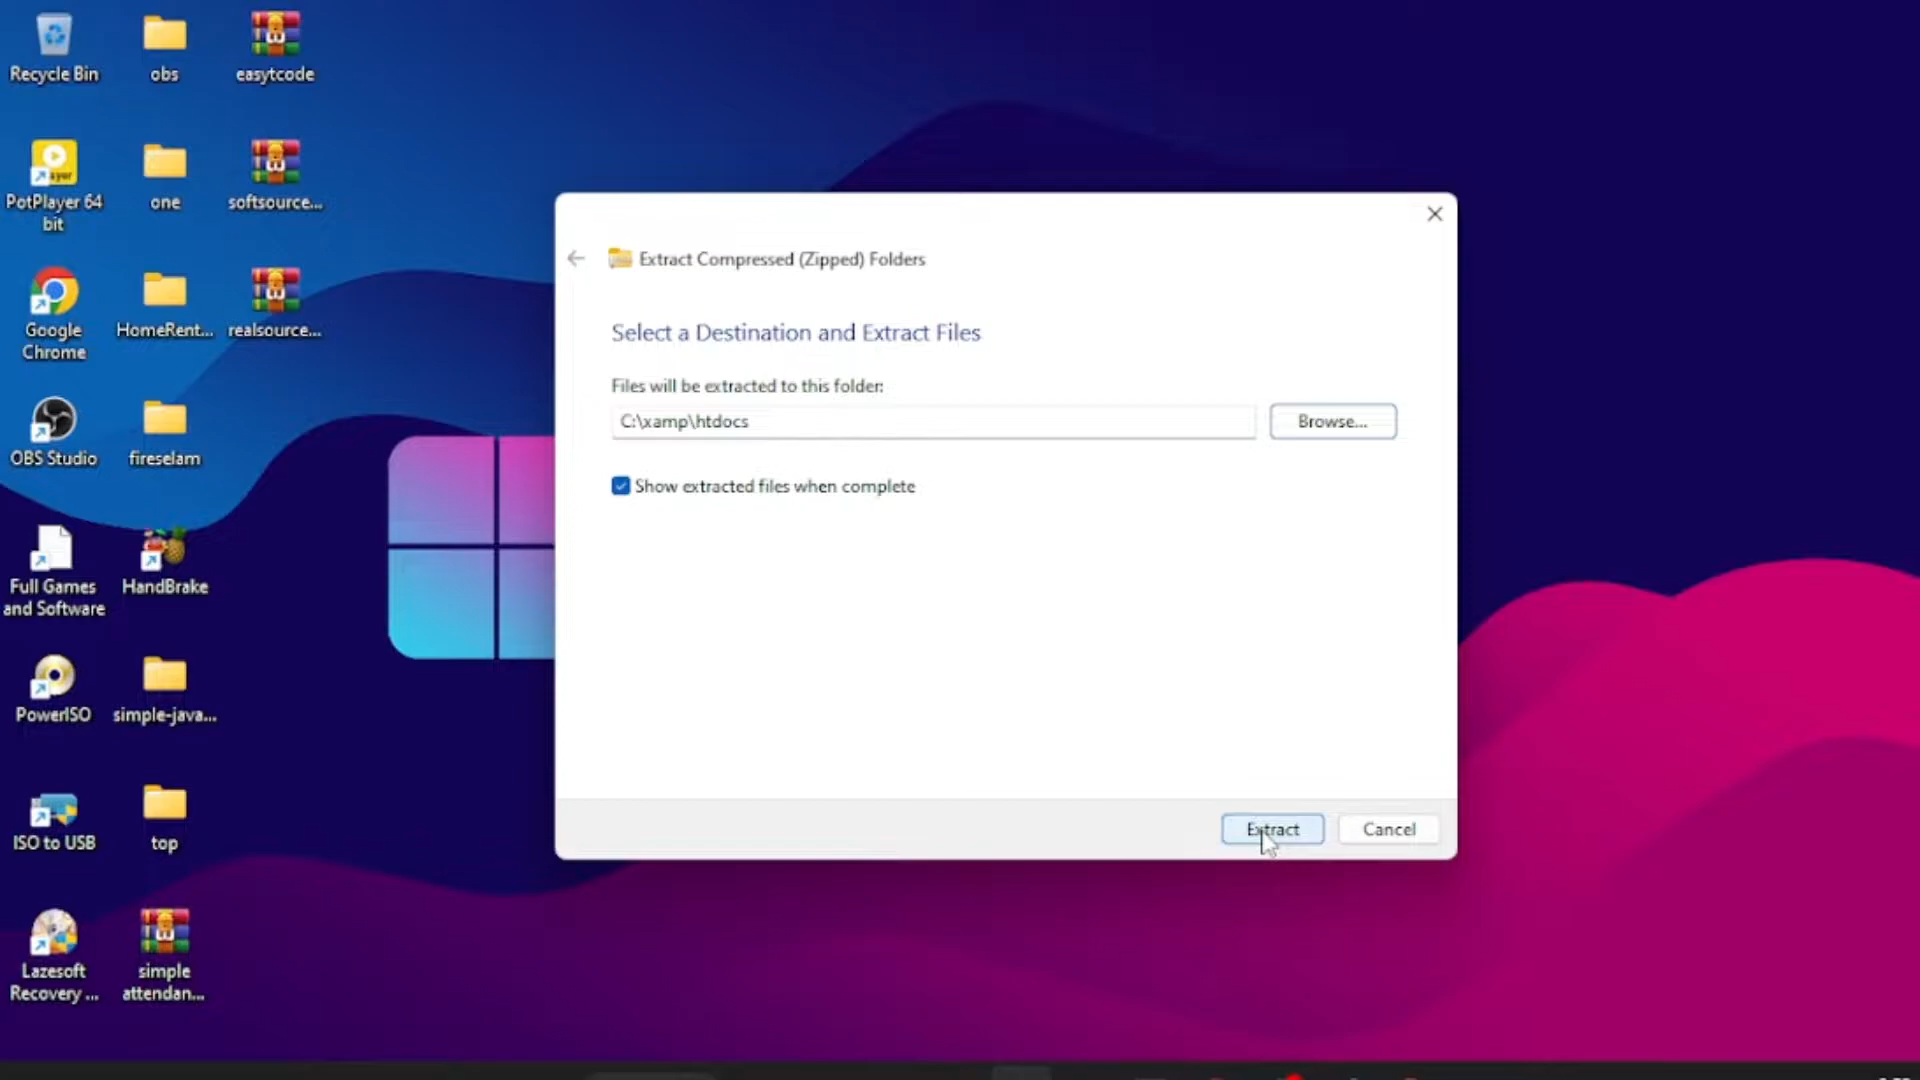 Recycle Bin
obs
easytcode
PotPlayer 64
bit
one
softsource...
Google
Chrome
HomeRent...
realsource...
OBS Studio
fireselam
Full Games
and Software
HandBrake
PowerISO
simple-java...
ISO to USB
top
Lazesoft
Recovery ...
simple
attendan...
Extract Compressed (Zipped) Folders
Select a Destination and Extract Files
Files will be extracted to this folder:
C:\xamp\htdocs
Browse...
Show extracted files when complete
Extract
Cancel